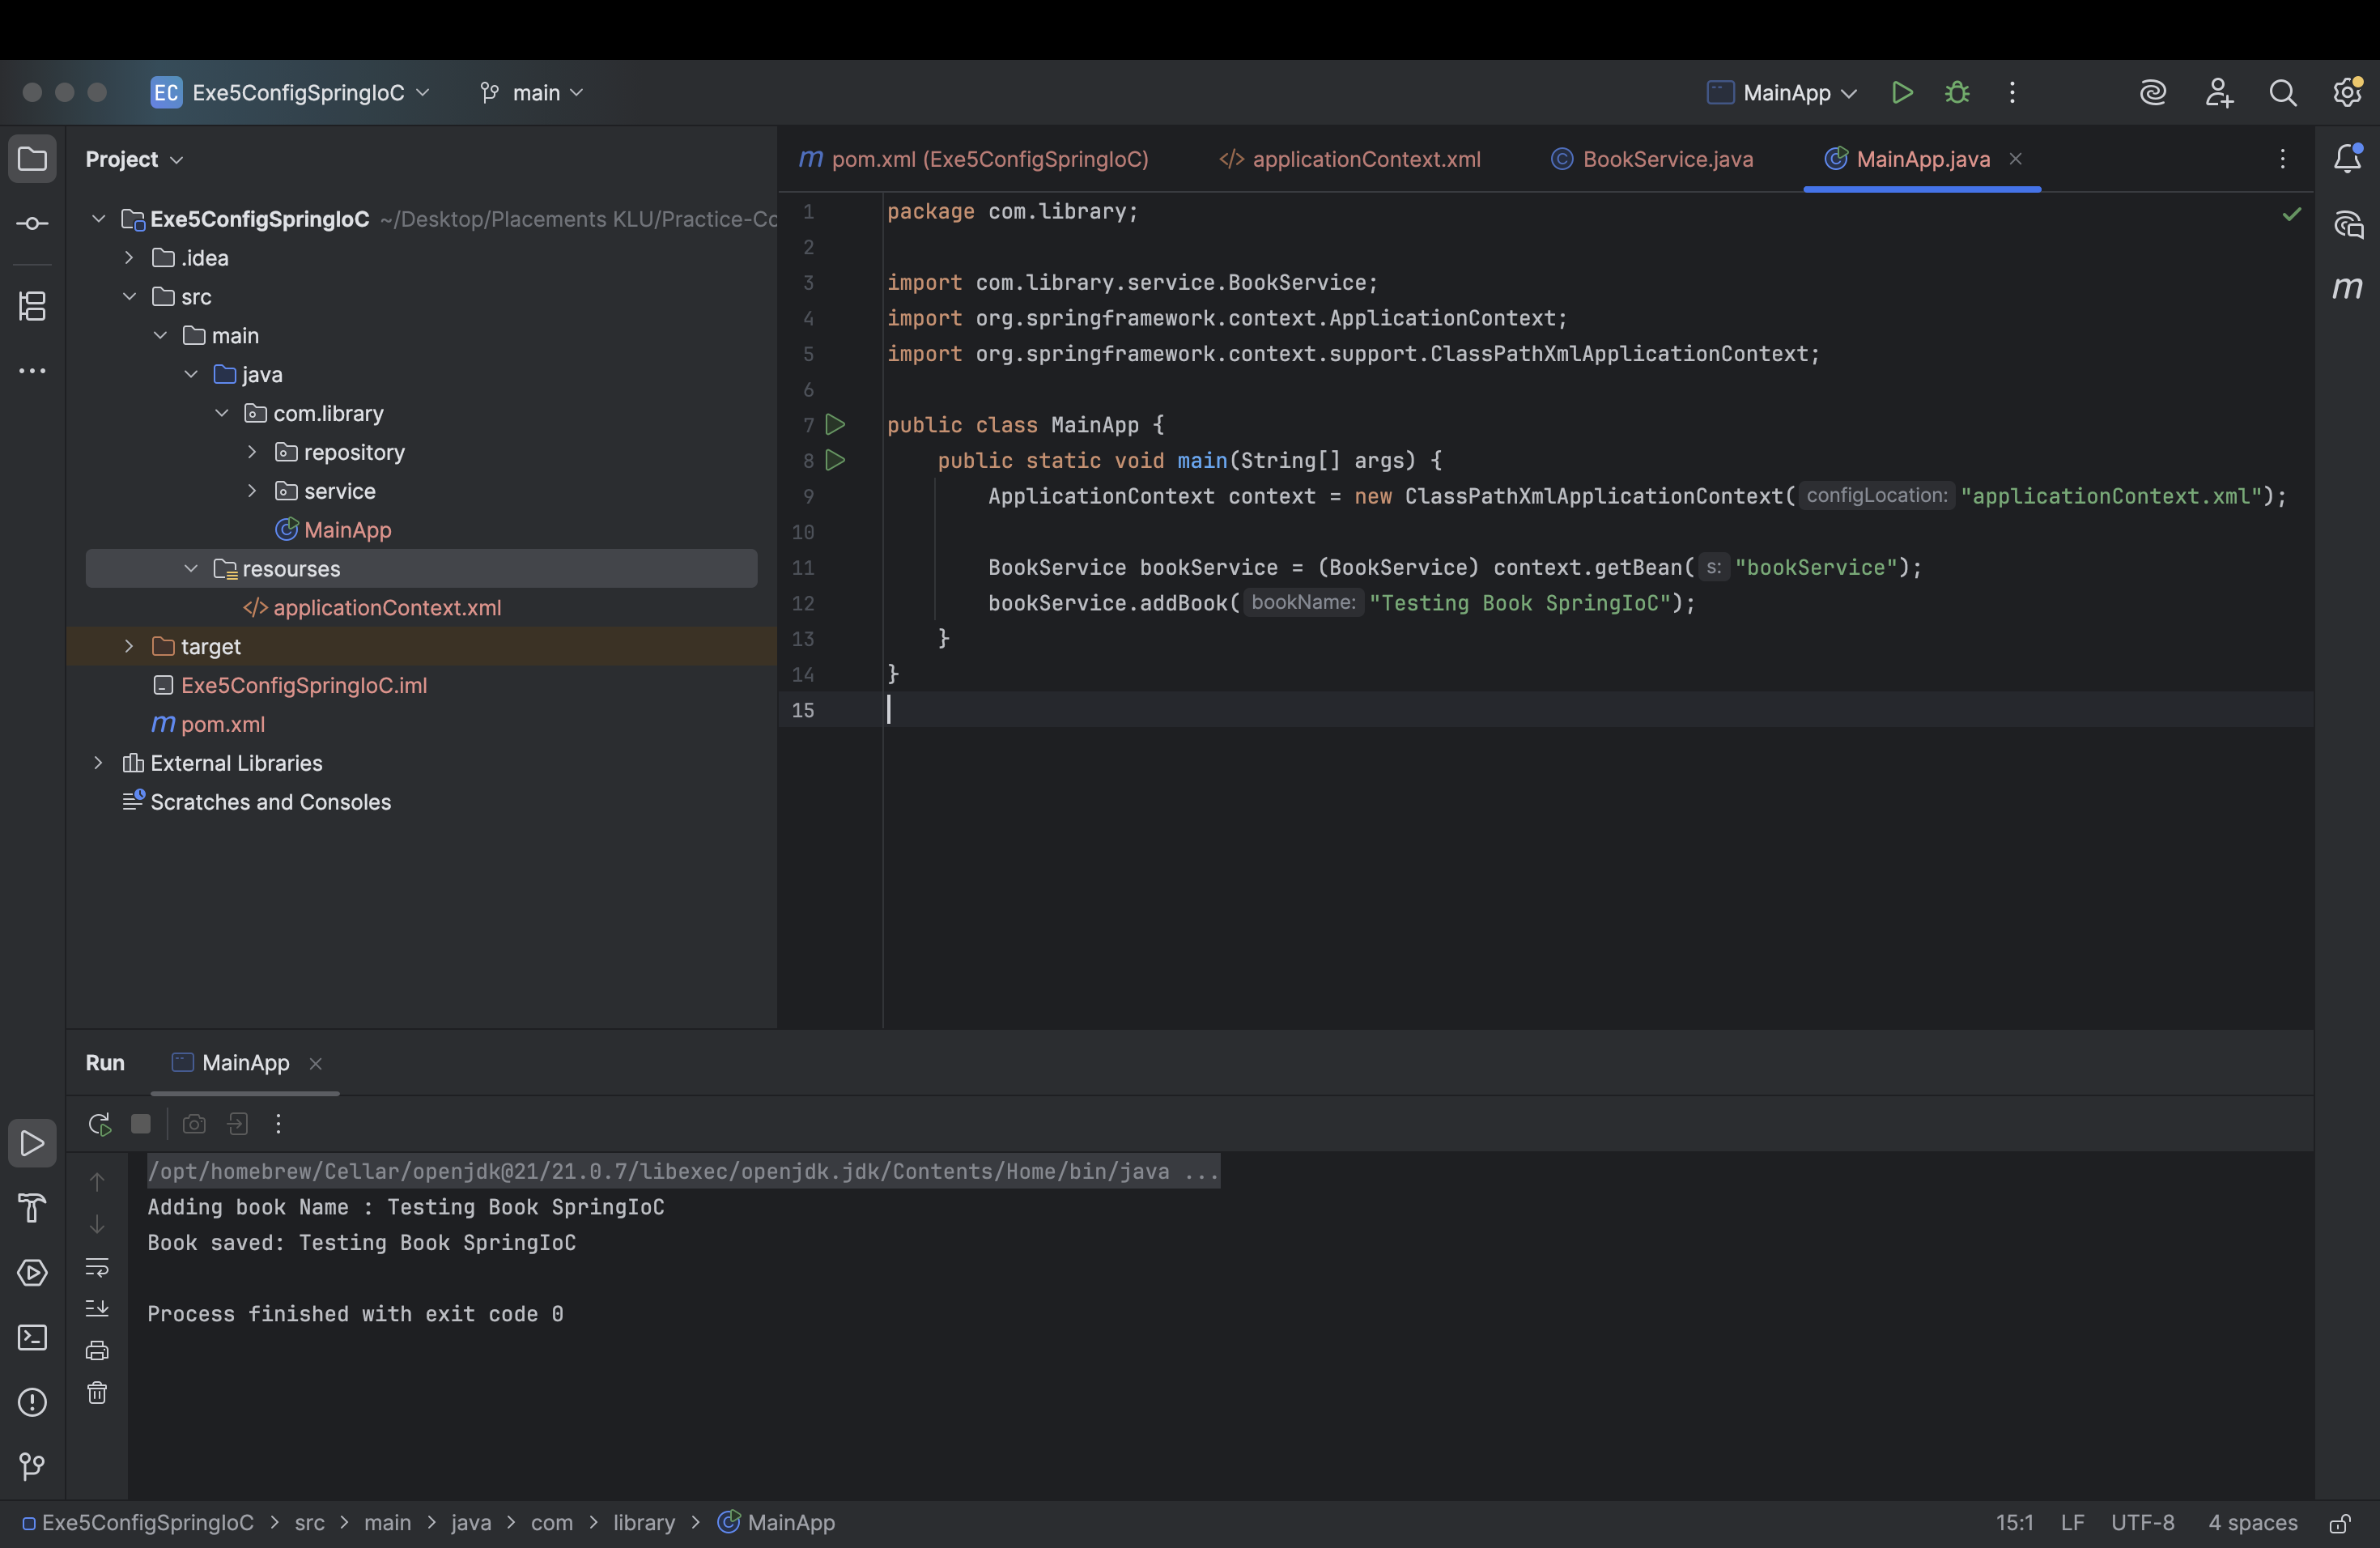 EC Exe5ConfigSpringIoC main MainApp
Project
Exe5ConfigSpringIoC ~/Desktop/Placements KLU/Practice-Co
.idea
src
main
java
com.library
repository
service
MainApp
resourses
</> applicationContext.xml
target
Exe5ConfigSpringIoC.iml
m pom.xml
External Libraries
Scratches and Consoles
m pom.xml (Exe5ConfigSpringIoC) </> applicationContext.xml BookService.java MainApp.java
1 package com.library;
2
3 import com.library.service.BookService;
4 import org.springframework.context.ApplicationContext;
5 import org.springframework.context.support.ClassPathXmlApplicationContext;
6
7 public class MainApp {
8 public static void main(String[] args) {
9 ApplicationContext context = new ClassPathXmlApplicationContext( configLocation: "applicationContext.xml");
10
11 BookService bookService = (BookService) context.getBean( s: "bookService");
12 bookService.addBook( bookName: "Testing Book SpringIoC");
13 }
14 }
15
m
Run MainApp
/opt/homebrew/Cellar/openjdk@21/21.0.7/libexec/openjdk.jdk/Contents/Home/bin/java ...
Adding book Name : Testing Book SpringIoC
Book saved: Testing Book SpringIoC
Process finished with exit code 0
Exe5ConfigSpringIoC > src > main > java > com > library > MainApp 15:1 LF UTF-8 4 spaces